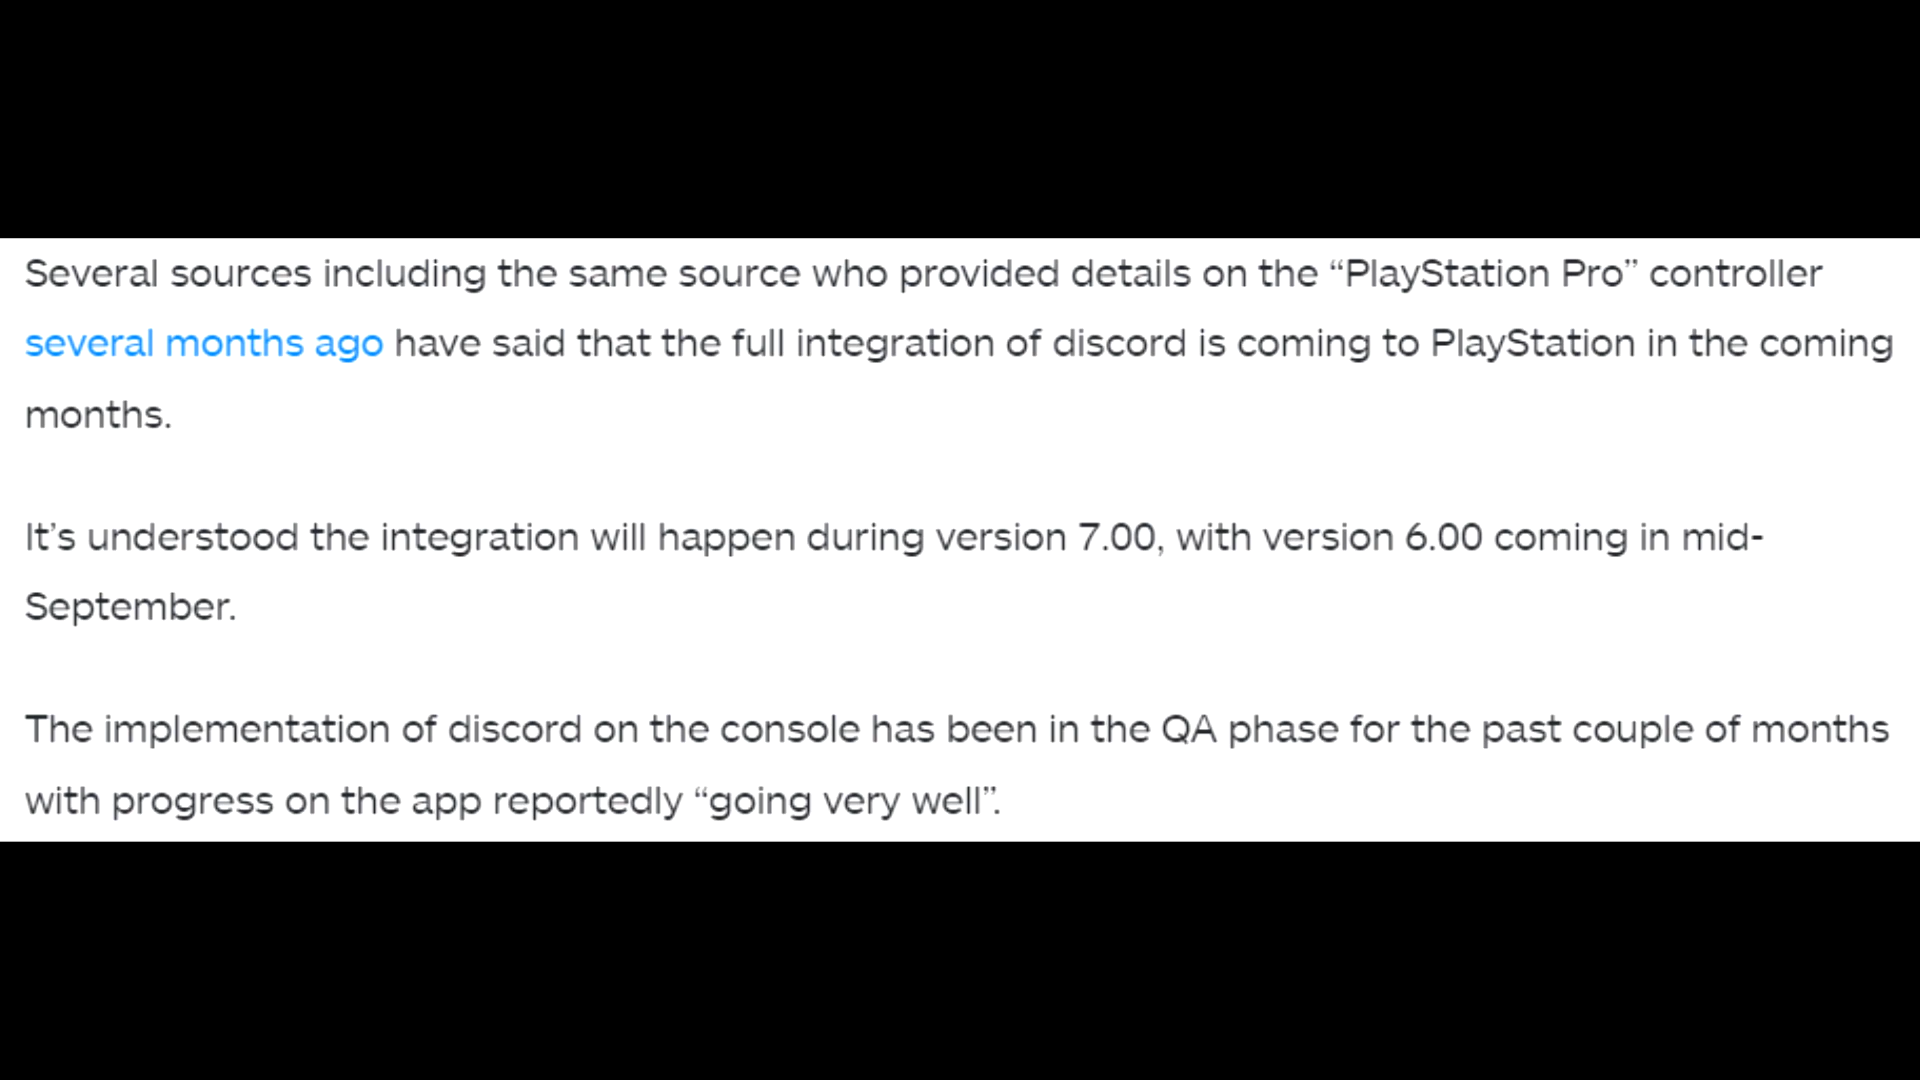 Several sources including the same source who provided details on the “PlayStation Pro” controller
several months ago have said that the full integration of discord is coming to PlayStation in the coming
months.
It’s understood the integration will happen during version 7.00, with version 6.00 coming in mid-
September.
The implementation of discord on the console has been in the QA phase for the past couple of months
with progress on the app reportedly “going very well”.